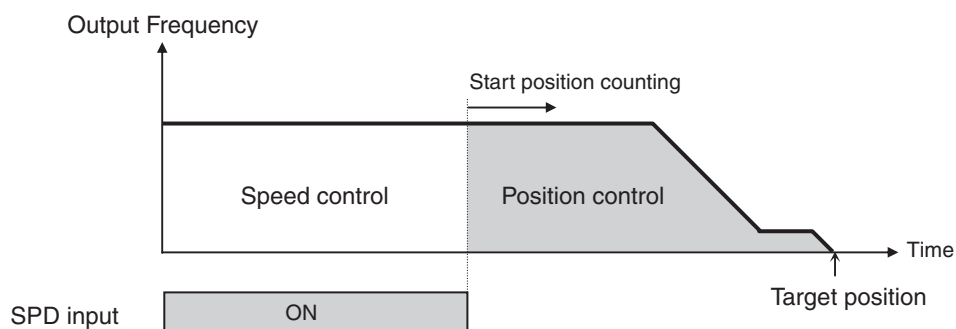 Output Frequency
Start position counting
Speed control
Position control
Time
Target position
SPD input
ON